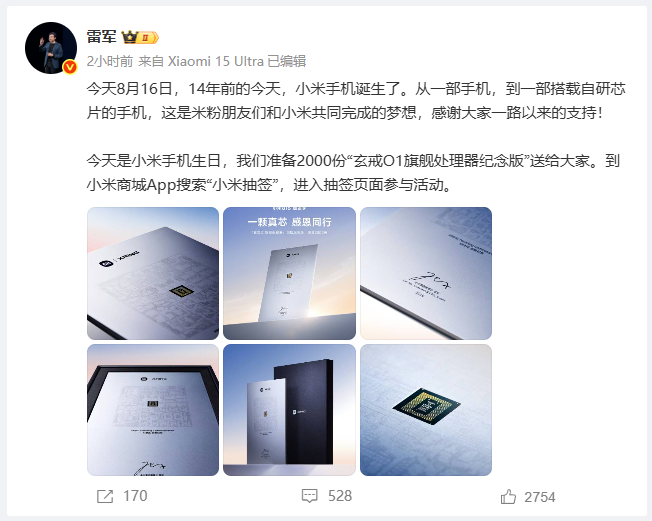 雷军
II
2小时前 来自 Xiaomi 15 Ultra 已编辑
今天8月16日，14年前的今天，小米手机诞生了。从一部手机，到一部搭载自研芯
片的手机，这是米粉朋友们和小米共同完成的梦想，感谢大家一路以来的支持！
今天是小米手机生日，我们准备2000份“玄戒O1旗舰处理器纪念版”送给大家。到
小米商城App搜索“小米抽签”，进入抽签页面参与活动。
一颗真芯 感恩同行
170
528
2754